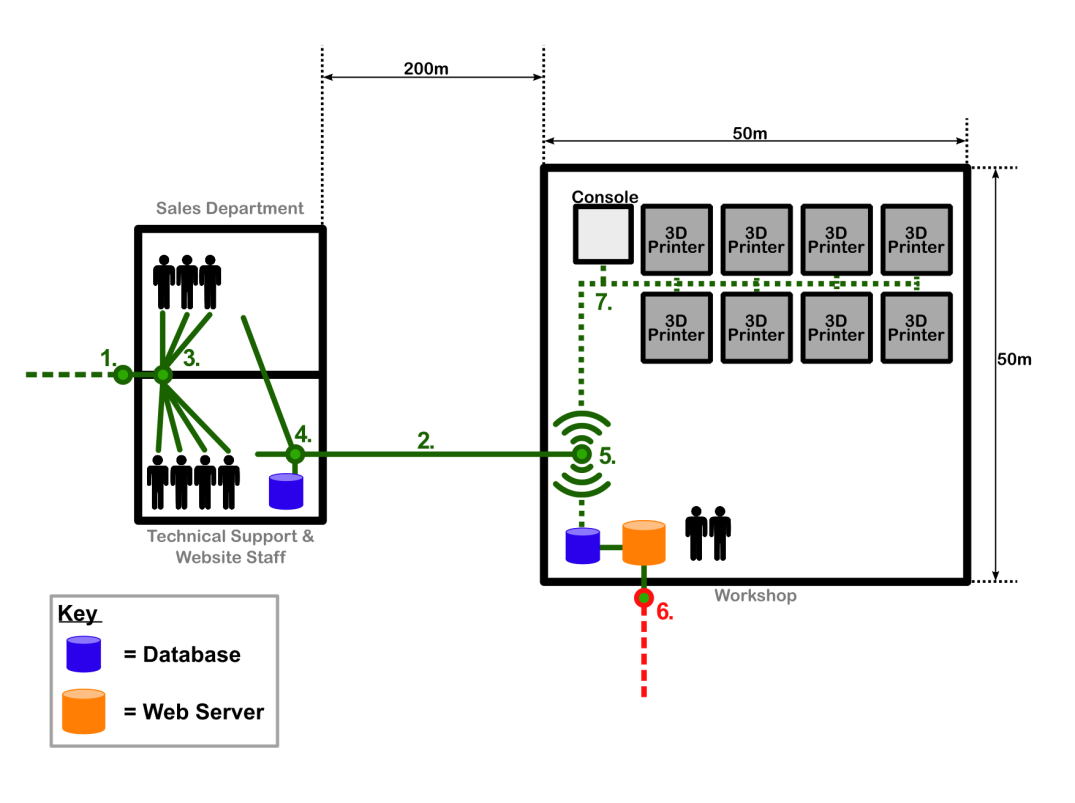 200m
50m
Sales Department
Console
3D
Printer
3D
Printer
3D
Printer
3D
Printer
7.
3D
Printer
3D
Printer
3D
Printer
3D
Printer
50m
1.
3.
4.
2.
5.
Technical Support &
Website Staff
Workshop
6.
Key
= Database
= Web Server